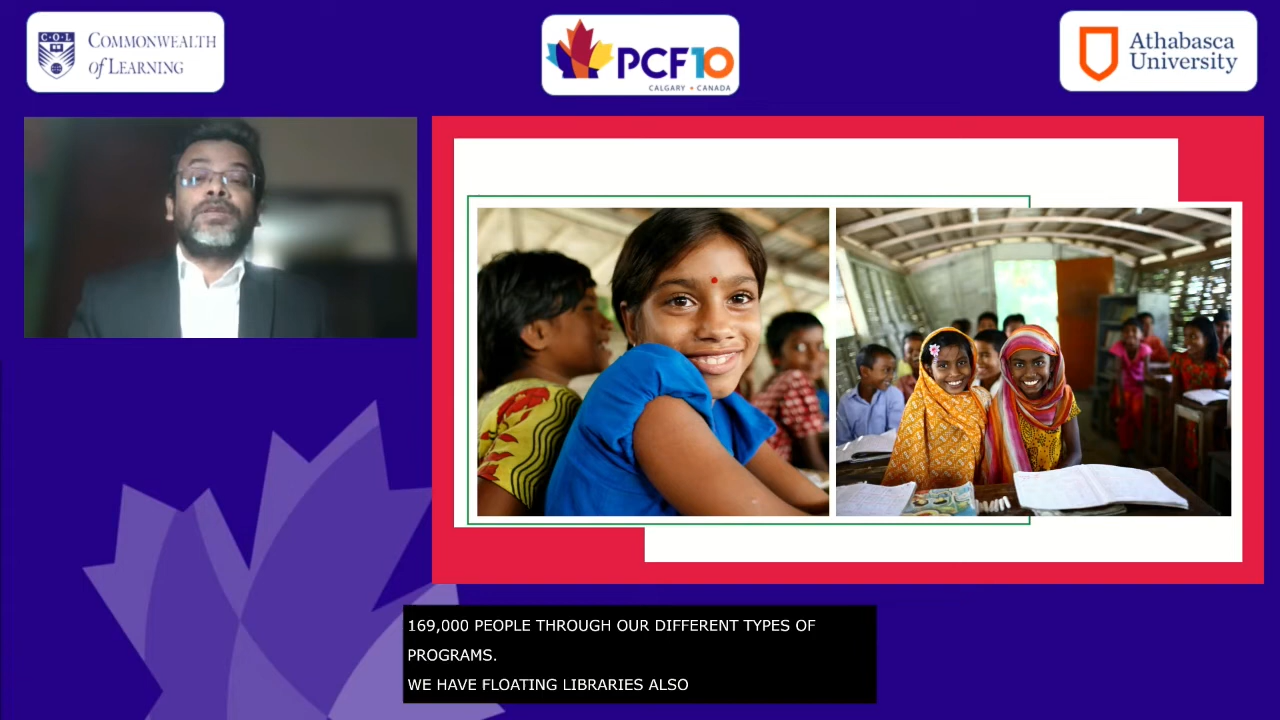 C·O·L
COMMONWEALTH
of LEARNING
PCF10
CALGARY • CANADA
Athabasca
University
169,000 PEOPLE THROUGH OUR DIFFERENT TYPES OF
PROGRAMS.
WE HAVE FLOATING LIBRARIES ALSO